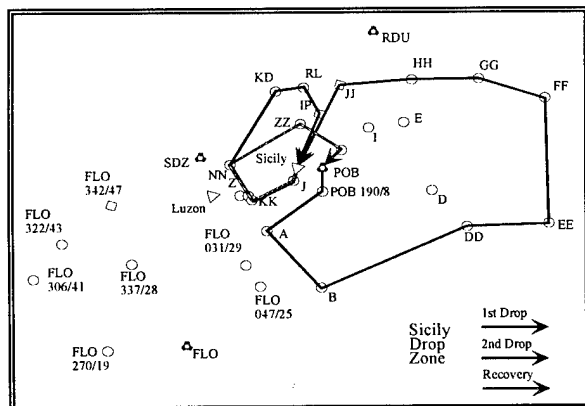 RDU
HH
GG
KD
RL
JJ
FF
IP
ZZ
I
E
SDZ
Sicily
POB
NN
J
POB 190/8
FLO
342/47
Z
KK
Luzon
D
FLO
322/43
FLO
031/29
A
DD
EE
FLO
306/41
FLO
337/28
FLO
047/25
B
FLO
270/19
FLO
Sicily
Drop
Zone
1st Drop
2nd Drop
Recovery